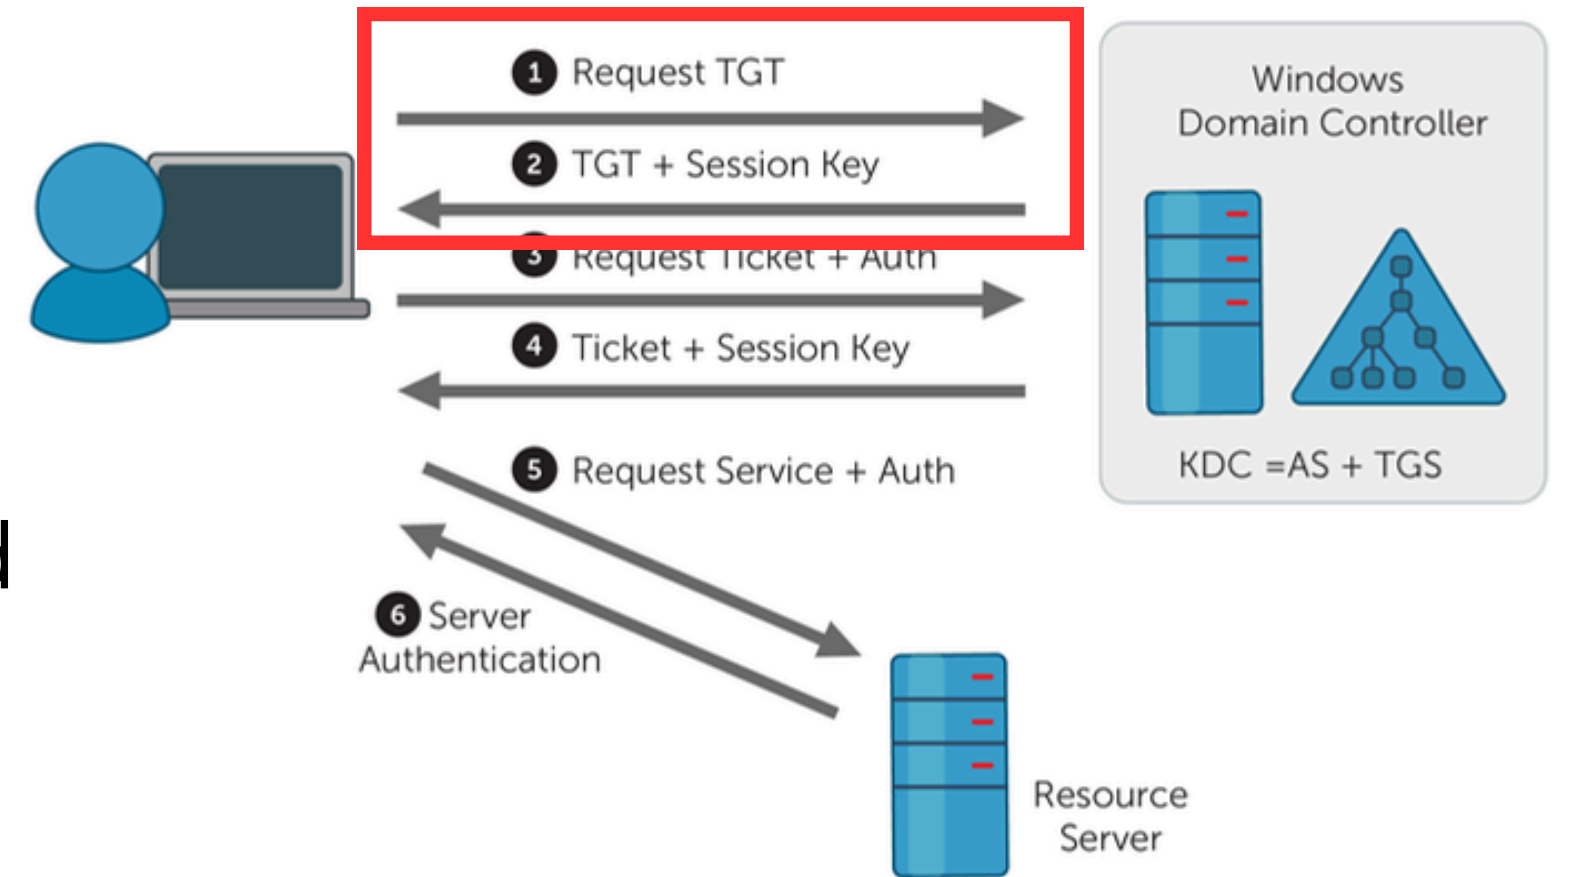 1 Request TGT
2 TGT + Session Key
3 Request Ticket + Auth
4 Ticket + Session Key
5 Request Service + Auth
6 Server
Authentication
Windows
Domain Controller
KDC =AS + TGS
Resource
Server